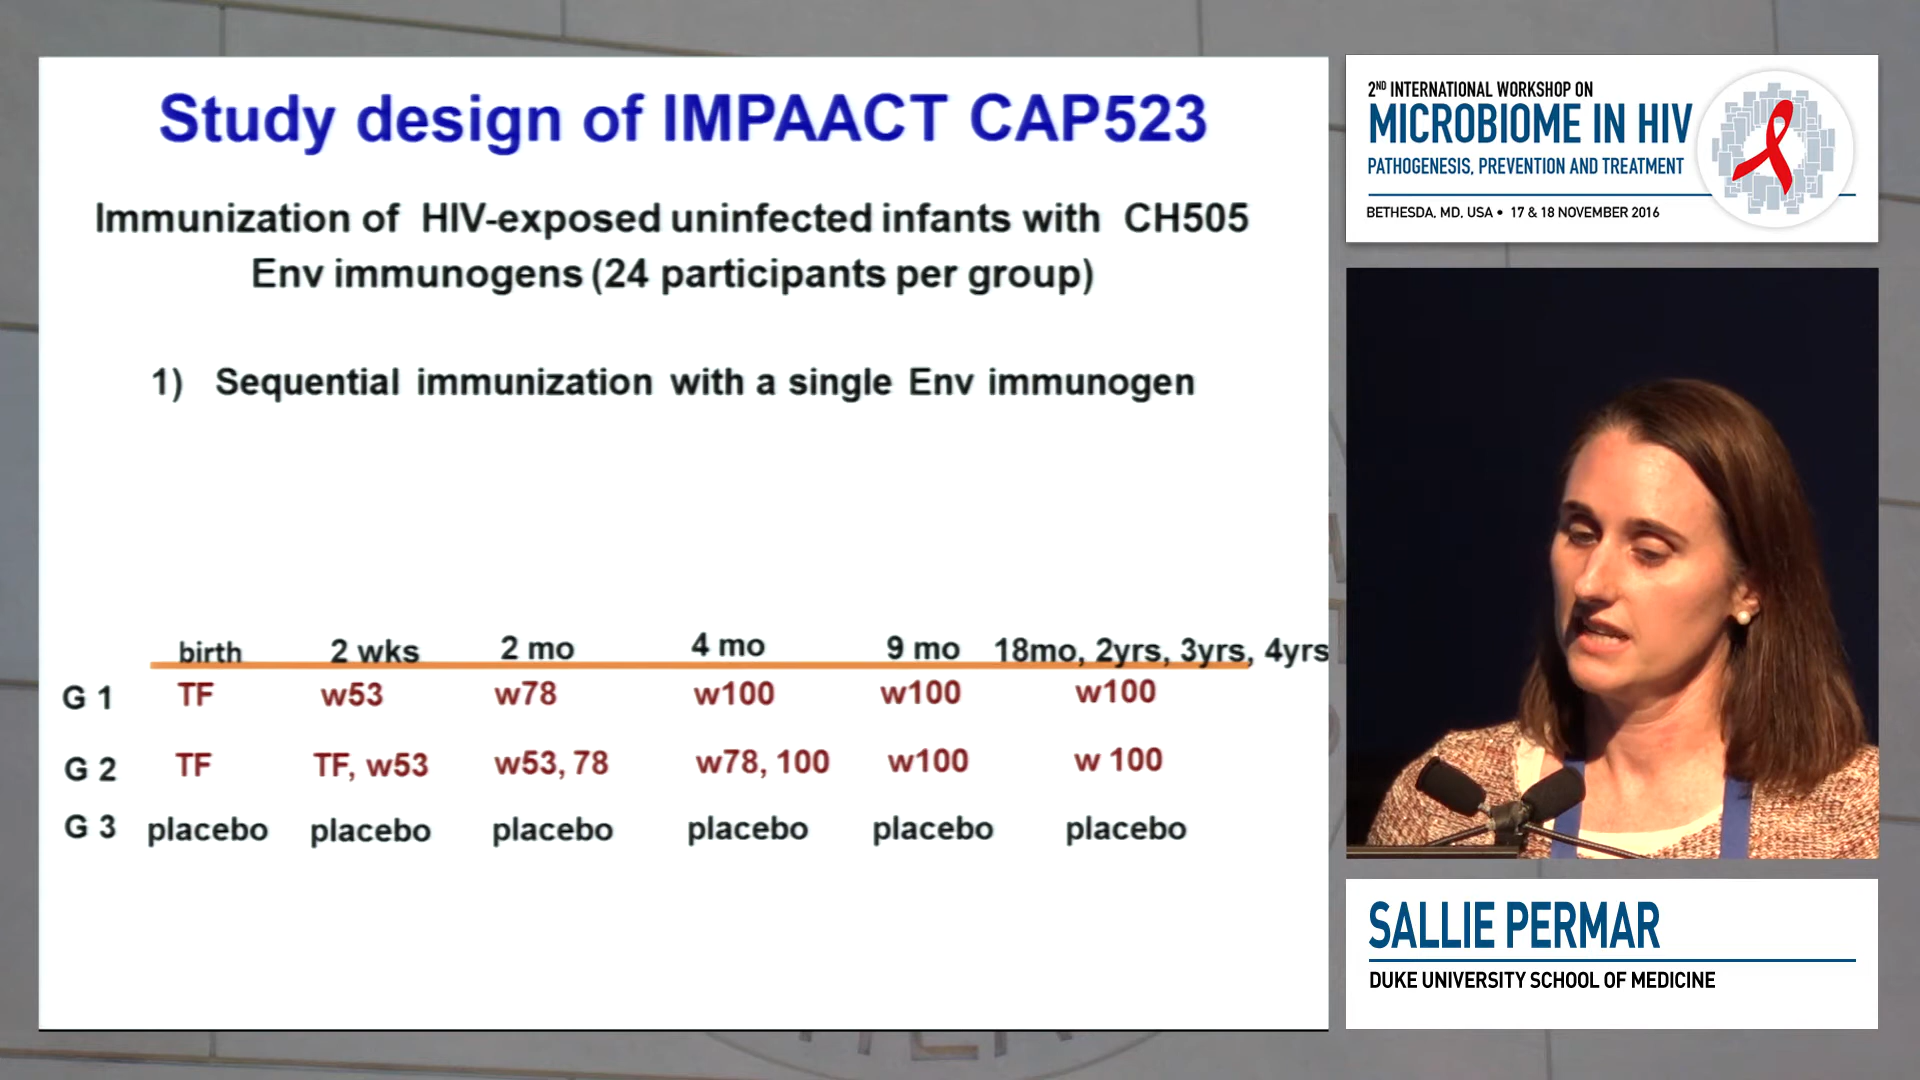 Study design of IMPAACT CAP523
Immunization of HIV-exposed uninfected infants with CH505
Env immunogens (24 participants per group)
1) Sequential immunization with a single Env immunogen
birth 2 wks 2 mo 4 mo 9 mo 18mo, 2yrs, 3yrs, 4yrs
G 1 TF w53 w78 w100 w100 w100
G 2 TF TF, w53 w53, 78 w78, 100 w100 w 100
G 3 placebo placebo placebo placebo placebo placebo
2ND INTERNATIONAL WORKSHOP ON
MICROBIOME IN HIV
PATHOGENESIS, PREVENTION AND TREATMENT
BETHESDA, MD, USA • 17 & 18 NOVEMBER 2016
SALLIE PERMAR
DUKE UNIVERSITY SCHOOL OF MEDICINE